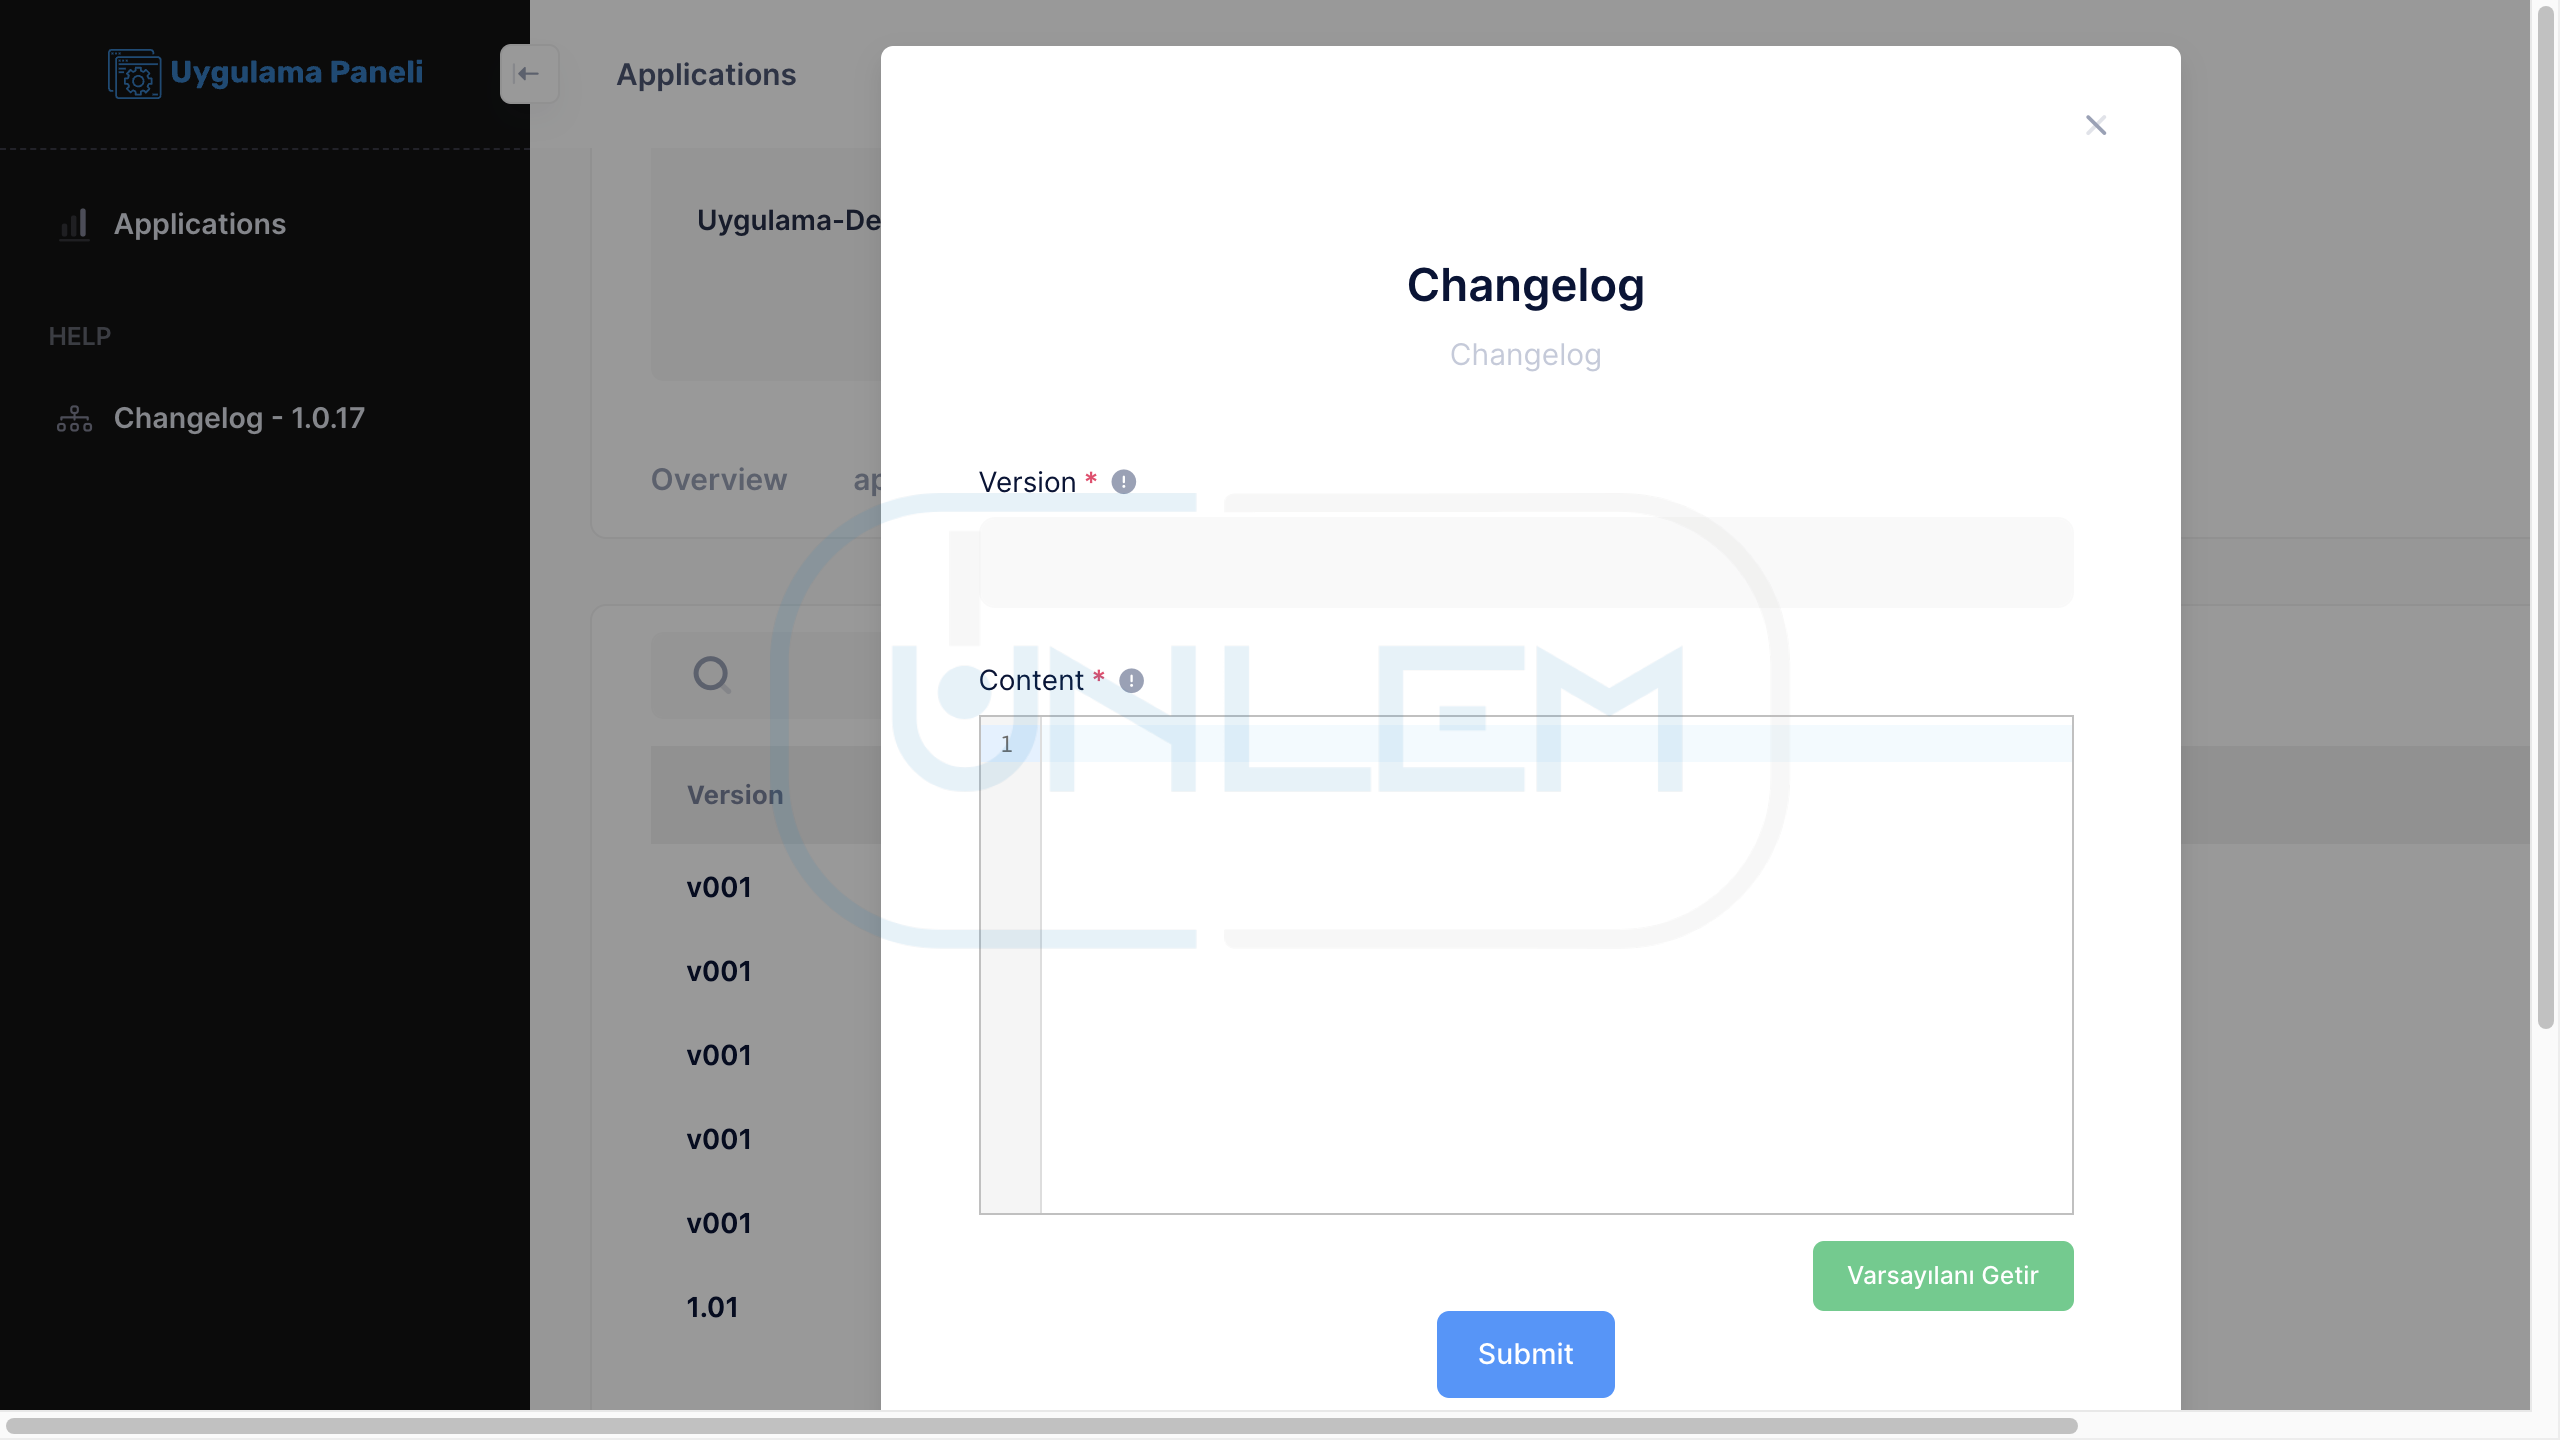 Uygulama Paneli
Applications
HELP
Changelog - 1.0.17
Applications
Uygulama-De
Overview
ap
Version
v001
v001
v001
v001
v001
1.01
Changelog
Changelog
Version *
Content *
1
UNLEM
Varsayılanı Getir
Submit